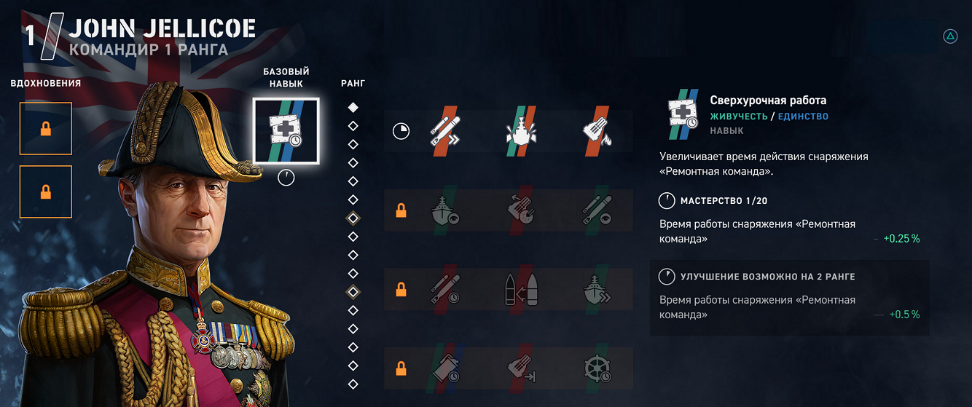 1
JOHN JELLICOE
КОМАНДИР 1 РАНГА
ВДОХНОВЕНИЯ
БАЗОВЫЙ
НАВЫК
РАНГ
Сверхурочная работа
ЖИВУЧЕСТЬ / ЕДИНСТВО
НАВЫК
Увеличивает время действия снаряжения
«Ремонтная команда».
МАСТЕРСТВО 1/20
Время работы снаряжения «Ремонтная
команда» – +0.25 %
УЛУЧШЕНИЕ ВОЗМОЖНО НА 2 РАНГЕ
Время работы снаряжения «Ремонтная
команда» — +0.5 %